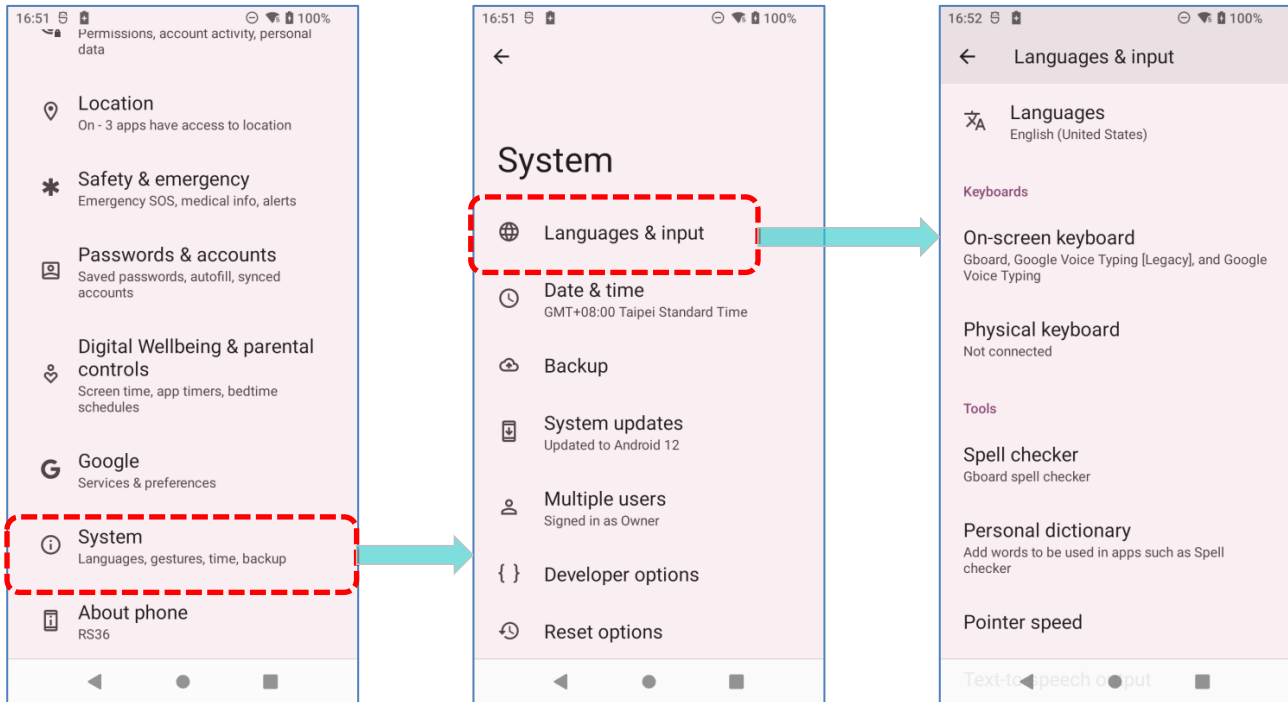 16:51
100%
Permissions, account activity, personal
data
Location
On - 3 apps have access to location
Safety & emergency
Emergency SOS, medical info, alerts
Passwords & accounts
Saved passwords, autofill, synced
accounts
Digital Wellbeing & parental
controls
Screen time, app timers, bedtime
schedules
Google
Services & preferences
System
Languages, gestures, time, backup
About phone
RS36
16:51
100%
System
Languages & input
Date & time
GMT+08:00 Taipei Standard Time
Backup
System updates
Updated to Android 12
Multiple users
Signed in as Owner
{ } Developer options
Reset options
16:52
100%
Languages & input
Languages
English (United States)
Keyboards
On-screen keyboard
Gboard, Google Voice Typing [Legacy], and Google
Voice Typing
Physical keyboard
Not connected
Tools
Spell checker
Gboard spell checker
Personal dictionary
Add words to be used in apps such as Spell
checker
Pointer speed
Text-to-speech output